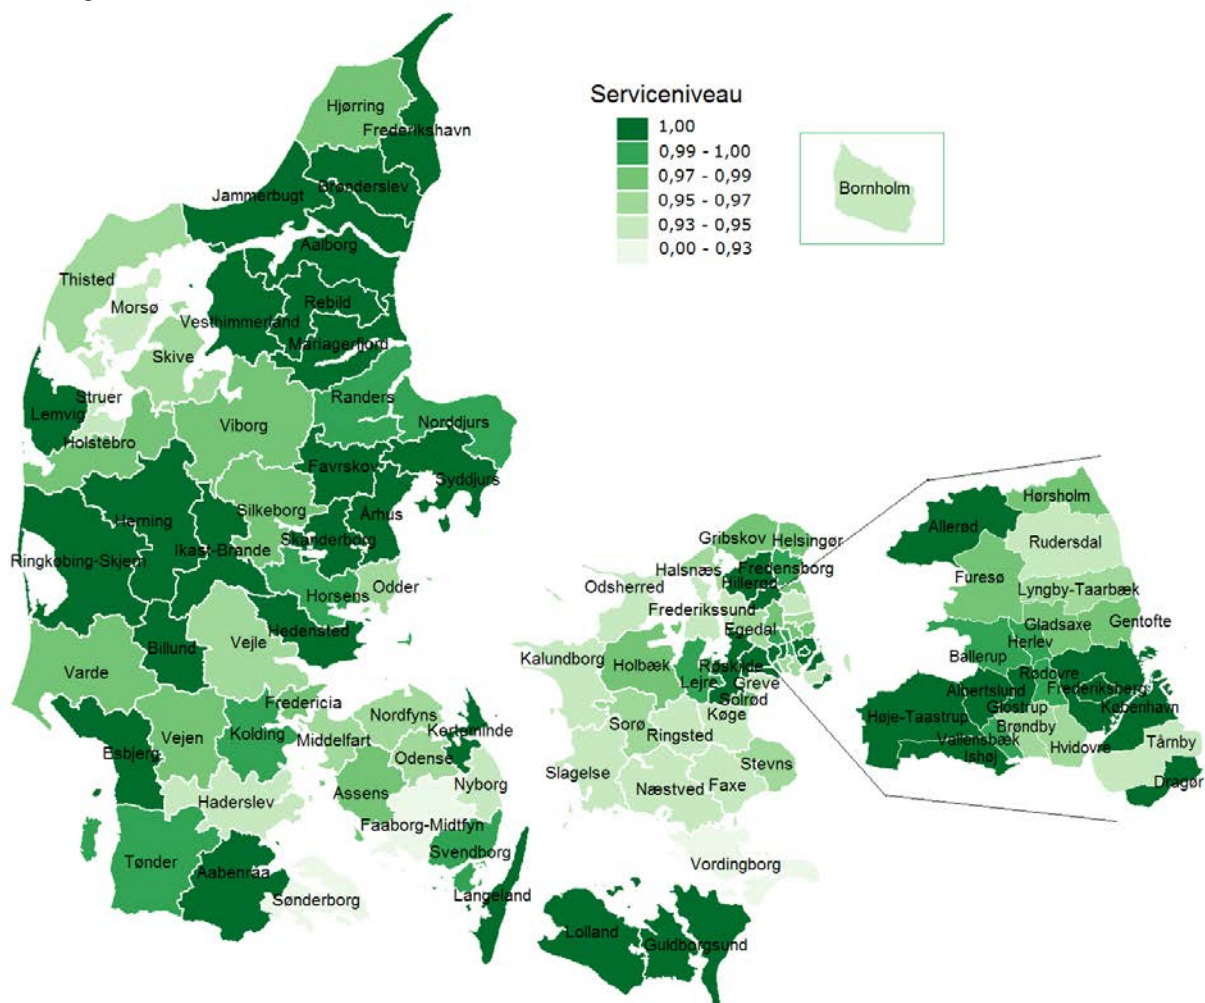 Serviceniveau
1,00
0,99 - 1,00
0,97 - 0,99
0,95 - 0,97
0,93 - 0,95
0,00 - 0,93
Bornholm
Hjørring
Frederikshavn
Jammerbugt
Brønderslev
Aalborg
Thisted
Morsø
Rebild
Vesthimmerland
Mariagerfjord
Skive
Struer
Lemvig
Randers
Norddjurs
Viborg
Holstebro
Favrskov
Syddjurs
Silkeborg
Århus
Herning
Skanderborg
Ikast-Brande
Ringkøbing-Skjern
Odder
Horsens
Hedensted
Billund
Vejle
Varde
Fredericia
Vejen
Kolding
Esbjerg
Nordfyns
Kerteminde
Middelfart
Odense
Nyborg
Haderslev
Assens
Faaborg-Midtfyn
Svendborg
Tønder
Aabenraa
Sønderborg
Langeland
Gribskov
Helsingør
Halsnæs
Fredensborg
Hillerød
Odsherred
Frederikssund
Egedal
Kalundborg
Holbæk
Roskilde
Lejre
Greve
Solrød
Køge
Sorø
Ringsted
Stevns
Slagelse
Næstved
Faxe
Vordingborg
Lolland
Guldborgsund
Hørsholm
Allerød
Rudersdal
Furesø
Lyngby-Taarbæk
Gladsaxe
Gentofte
Herlev
Ballerup
Rødovre
Albertslund
Frederiksberg
Glostrup
København
Høje-Taastrup
Brøndby
Vallensbæk
Hvidovre
Tårnby
Ishøj
Dragør